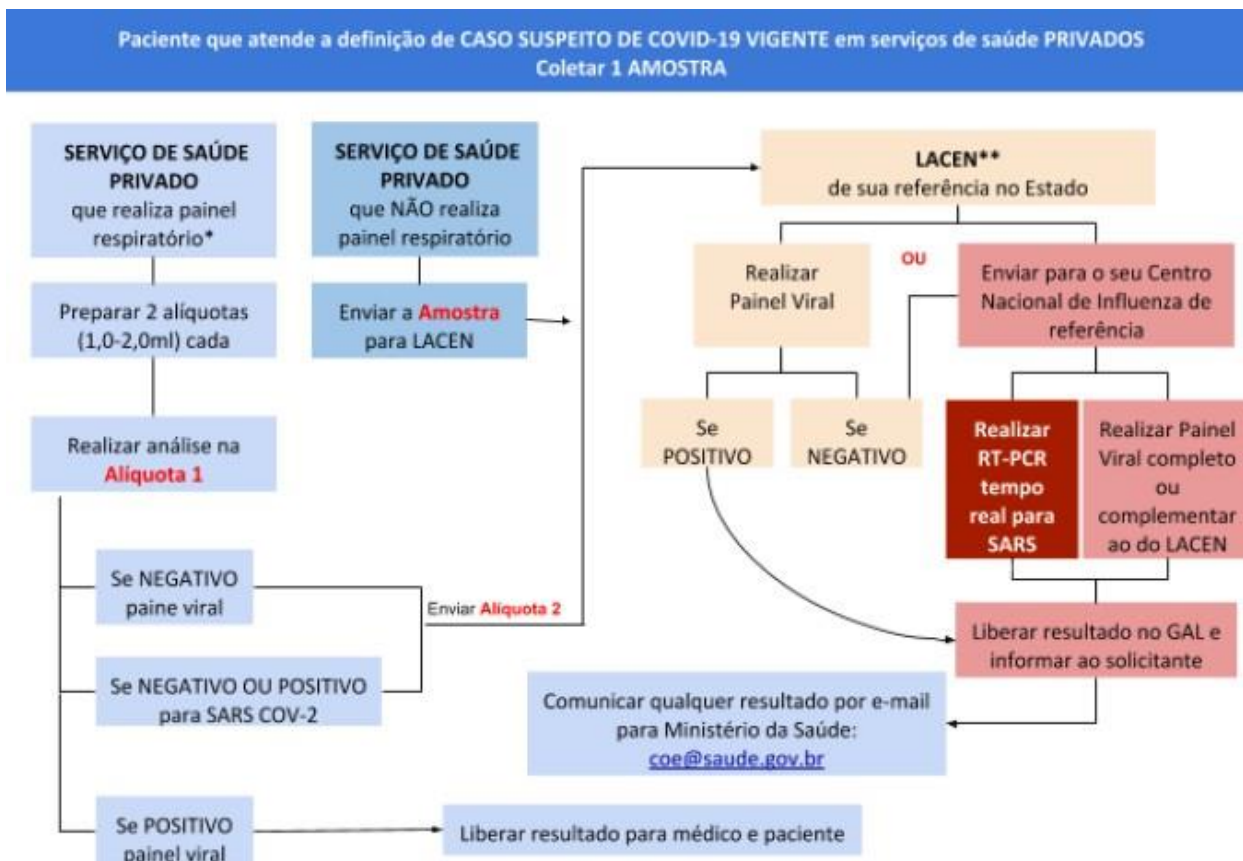 Paciente que atende a definição de CASO SUSPEITO DE COVID-19 VIGENTE em serviços de saúde PRIVADOS
Coletar 1 AMOSTRA
SERVIÇO DE SAÚDE
PRIVADO
que realiza painel
respiratório*
Preparar 2 alíquotas
(1,0-2,0ml) cada
Realizar análise na
Alíquota 1
Se NEGATIVO
paine viral
Se NEGATIVO OU POSITIVO
para SARS COV-2
Se POSITIVO
painel viral
SERVIÇO DE SAÚDE
PRIVADO
que NÃO realiza
painel respiratório
Enviar a Amostra
para LACEN
Enviar Alíquota 2
LACEN**
de sua referência no Estado
Realizar
Painel Viral
OU
Enviar para o seu Centro
Nacional de Influenza de
referência
Se
POSITIVO
Se
NEGATIVO
Realizar
RT-PCR
tempo
real para
SARS
Realizar Painel
Viral completo
ou
complementar
ao do LACEN
Liberar resultado no GAL e
informar ao solicitante
Comunicar qualquer resultado por e-mail
para Ministério da Saúde:
coe@saude.gov.br
Liberar resultado para médico e paciente